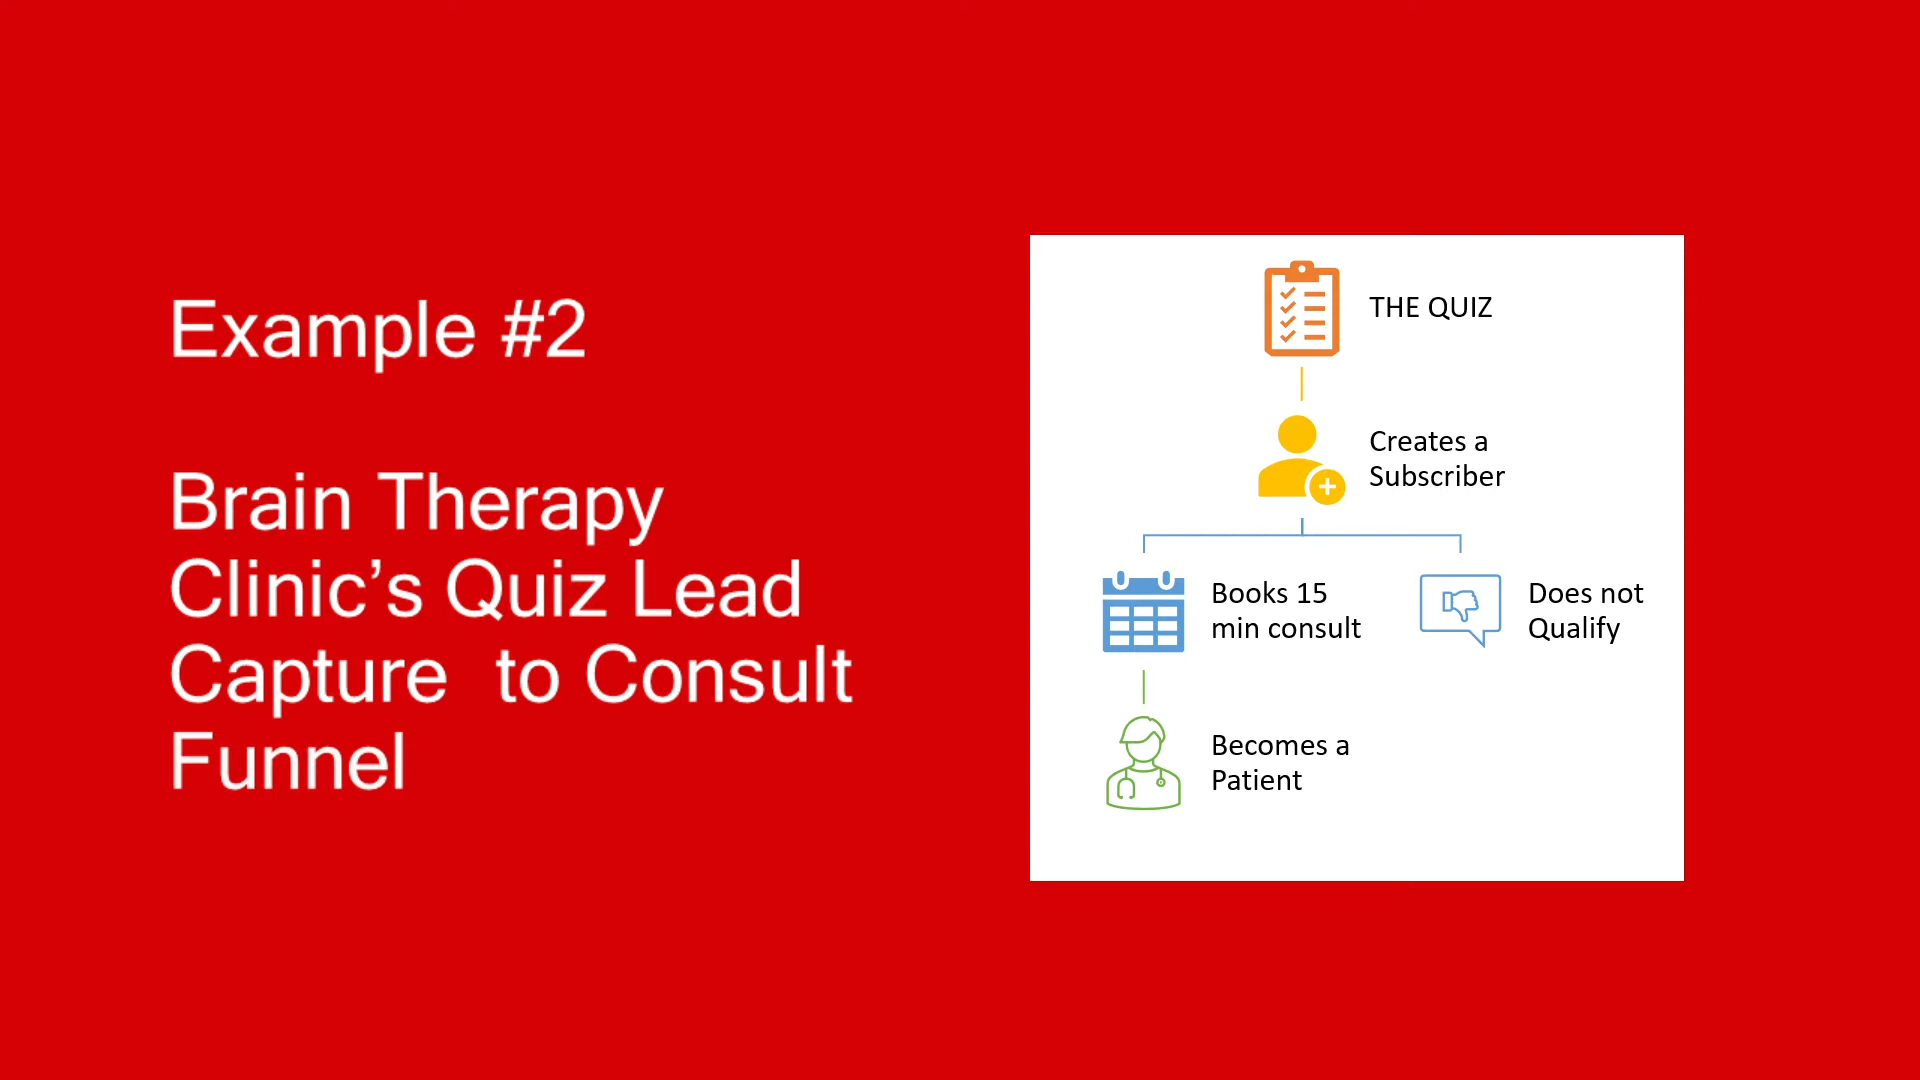 Example #2
Brain Therapy
Clinic’s Quiz Lead
Capture  to Consult
Funnel
THE QUIZ
Creates a
Subscriber
Books 15
min consult
Does not
Qualify
Becomes a
Patient